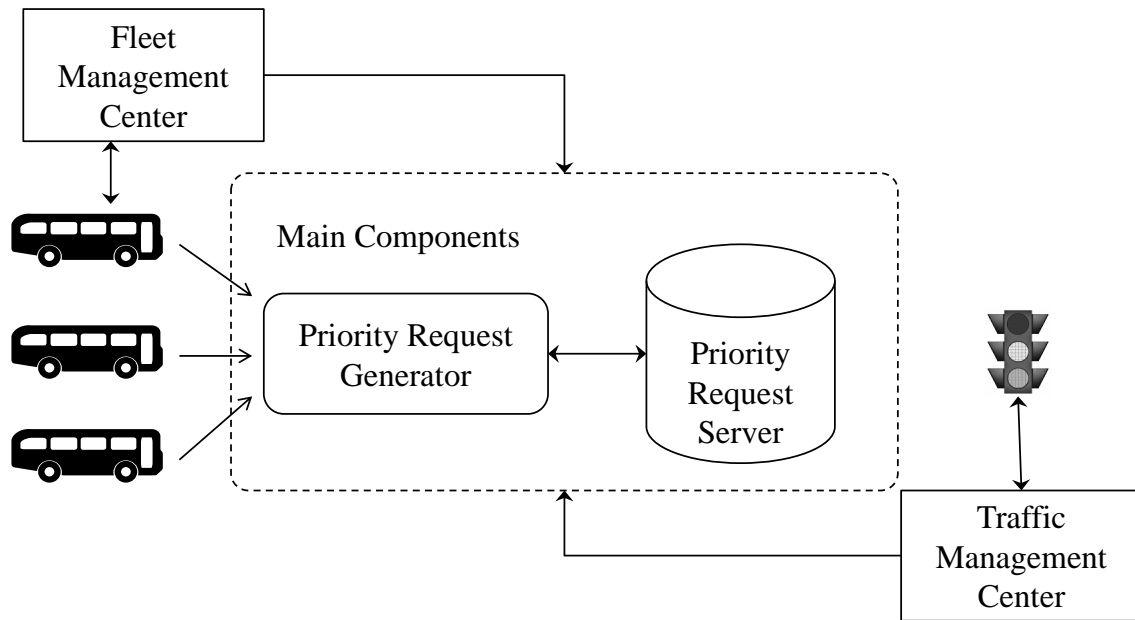 Fleet
Management
Center
Main Components
Priority Request
Generator
Priority
Request
Server
Traffic
Management
Center